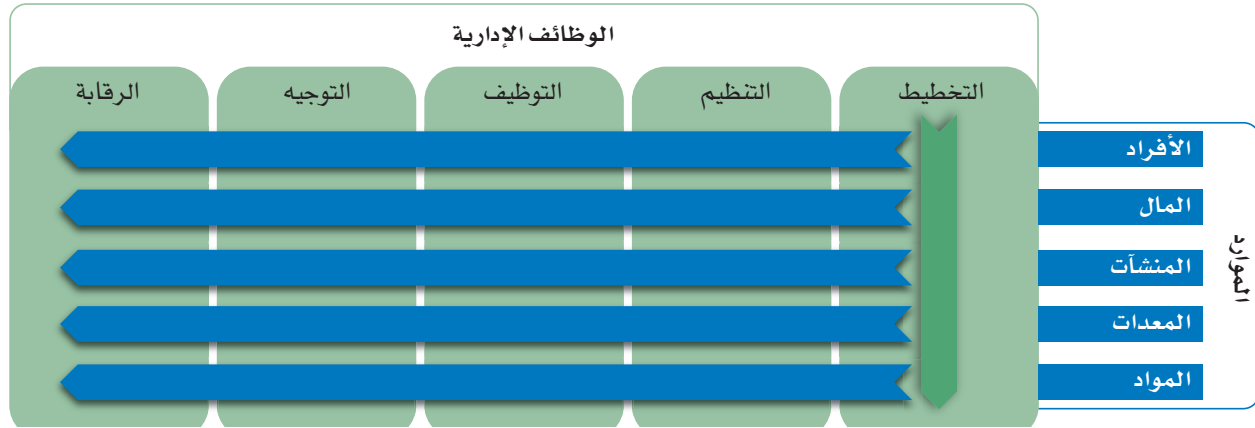 الوظائف الإدارية
التخطيط
التنظيم
التوظيف
التوجيه
الرقابة
الموارد
الأفراد
المال
المنشآت
المعدات
المواد